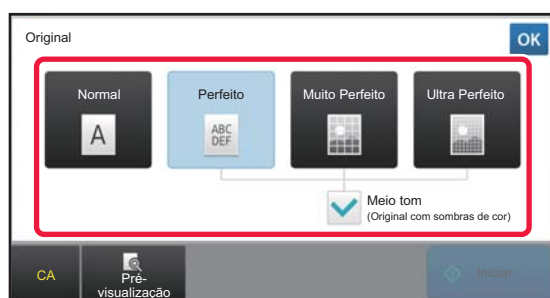 Original
OK
Normal
Perfeito
Muito Perfeito
Ultra Perfeito
A
ABC
DEF
Meio tom
(Original com sombras de cor)
CA
Pré-
visualização
Iniciar